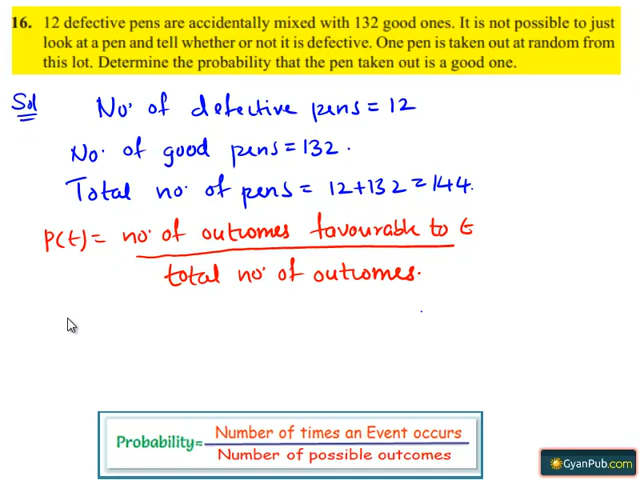 16. 12 defective pens are accidentally mixed with 132 good ones. It is not possible to just
look at a pen and tell whether or not it is defective. One pen is taken out at random from
this lot. Determine the probability that the pen taken out is a good one.
Sol No. of defective pens = 12
No. of good pens = 132.
Total no. of pens = 12+132 = 144.
P(E) = no. of outcomes favourable to E
total no. of outcomes.
Probability= Number of times an Event occurs
Number of possible outcomes
GyanPub.com